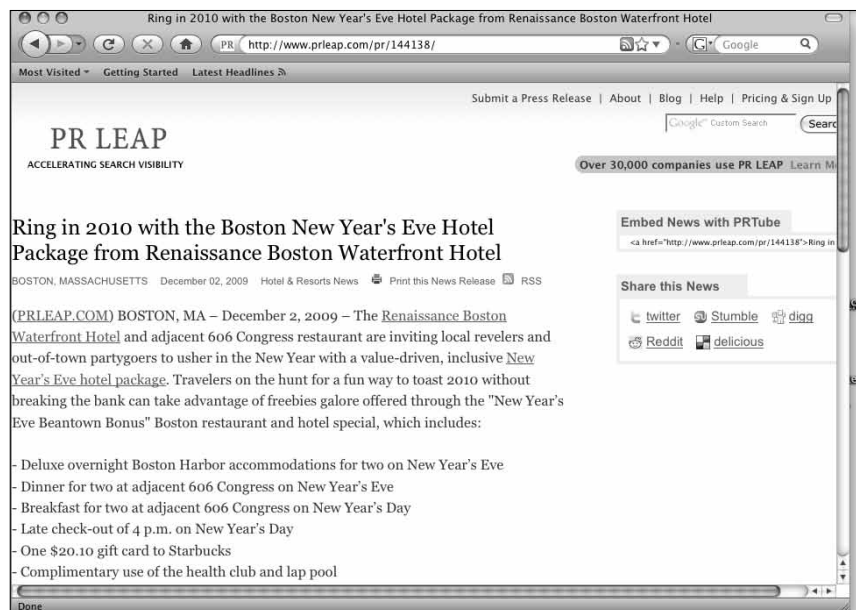 Ring in 2010 with the Boston New Year's Eve Hotel Package from Renaissance Boston Waterfront Hotel
PR http://www.prleap.com/pr/144138/
G Google
Most Visited Getting Started Latest Headlines
Submit a Press Release | About | Blog | Help | Pricing & Sign Up
Google™ Custom Search
PR LEAP
ACCELERATING SEARCH VISIBILITY
Over 30,000 companies use PR LEAP Learn
Ring in 2010 with the Boston New Year's Eve Hotel
Package from Renaissance Boston Waterfront Hotel
BOSTON, MASSACHUSETTS December 02, 2009 Hotel & Resorts News Print this News Release RSS
(PRLEAP.COM) BOSTON, MA – December 2, 2009 – The Renaissance Boston
Waterfront Hotel and adjacent 606 Congress restaurant are inviting local revelers and
out-of-town partygoers to usher in the New Year with a value-driven, inclusive New
Year's Eve hotel package. Travelers on the hunt for a fun way to toast 2010 without
breaking the bank can take advantage of freebies galore offered through the "New Year's
Eve Beantown Bonus" Boston restaurant and hotel special, which includes:
- Deluxe overnight Boston Harbor accommodations for two on New Year's Eve
- Dinner for two at adjacent 606 Congress on New Year's Eve
- Breakfast for two at adjacent 606 Congress on New Year's Day
- Late check-out of 4 p.m. on New Year's Day
- One $20.10 gift card to Starbucks
- Complimentary use of the health club and lap pool
Embed News with PRTube
<a href="http://www.prleap.com/pr/144138">Ring in
Share this News
twitter Stumble digg
Reddit delicious
Done